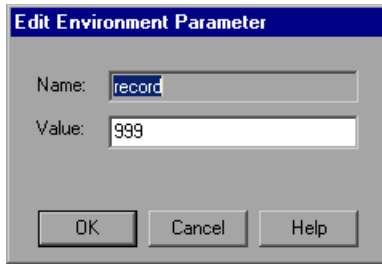 Edit Environment Parameter
Name: record
Value: 999
OK Cancel Help